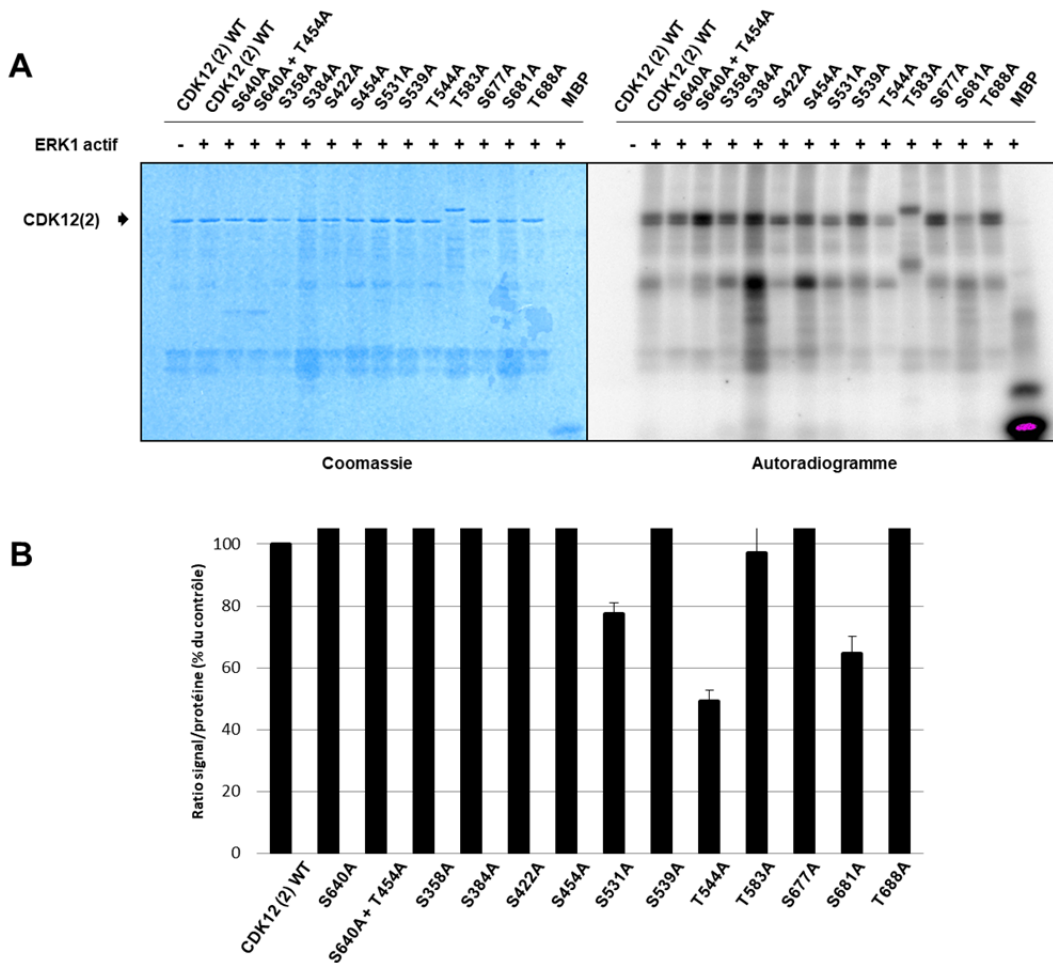 A
CDK12 (2) WT
CDK12 (2) WT
S640A
S640A + T454A
S358A
S384A
S422A
S454A
S531A
S539A
T544A
T583A
S677A
S681A
T688A
MBP
CDK12 (2) WT
CDK12 (2) WT
S640A
S640A + T454A
S358A
S384A
S422A
S454A
S531A
S539A
T544A
T583A
S677A
S681A
T688A
MBP
ERK1 actif - + + + + + + + + + + + + + + + - + + + + + + + + + + + + + + +
CDK12(2)
Coomassie
Autoradiogramme
B
Ratio signal/protéine (% du contrôle)
100
80
60
40
20
0
CDK12 (2) WT
S640A
S640A + T454A
S358A
S384A
S422A
S454A
S531A
S539A
T544A
T583A
S677A
S681A
T688A